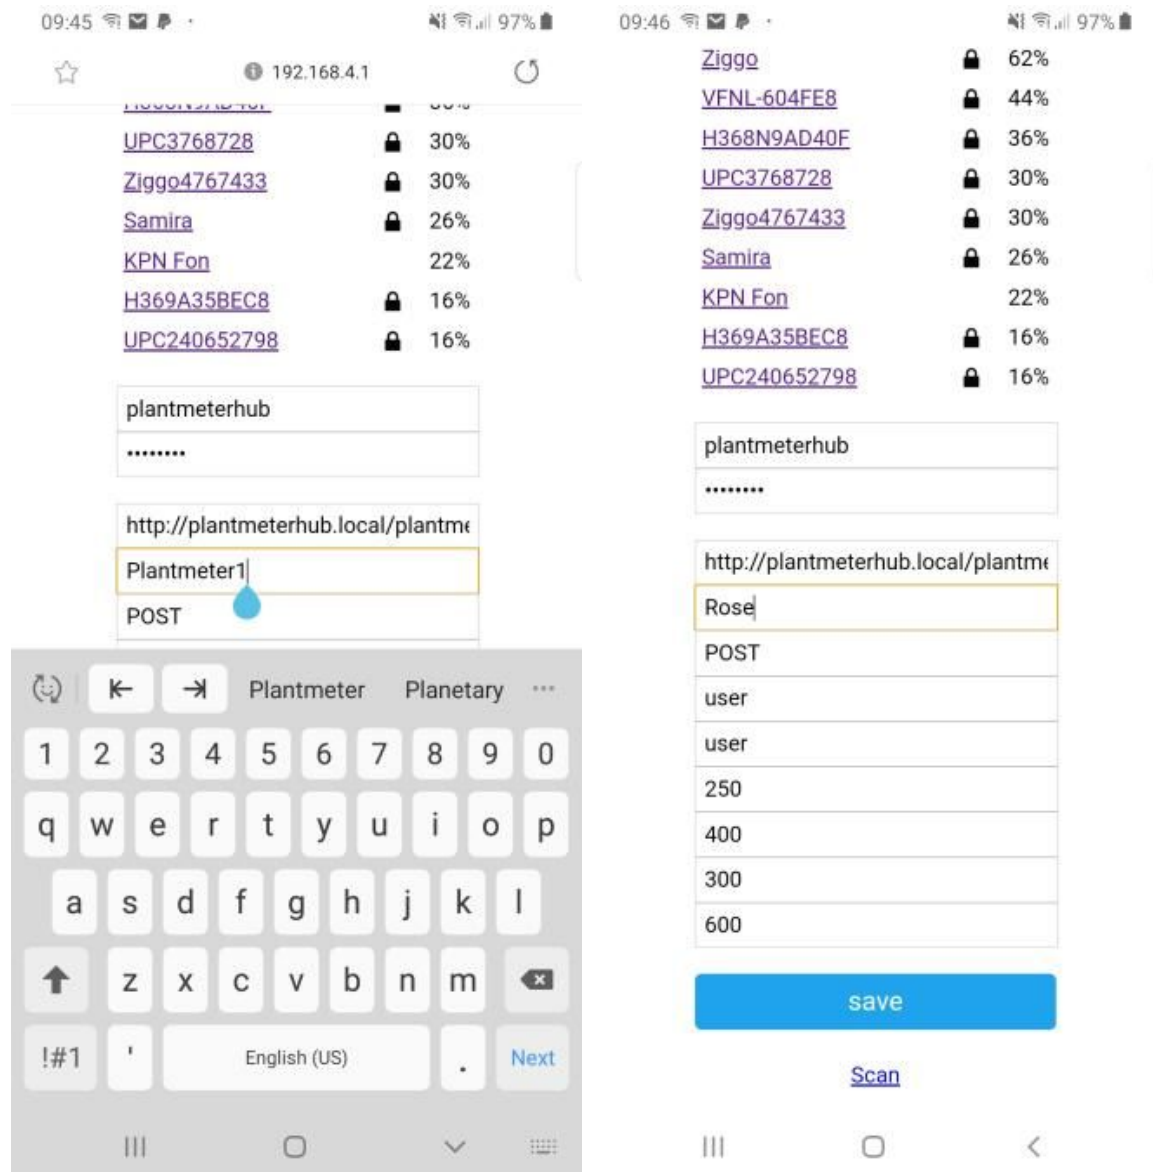 09:45
97%
192.168.4.1
UPC3768728 30%
Ziggo4767433 30%
Samira 26%
KPN Fon 22%
H369A35BEC8 16%
UPC240652798 16%
plantmeterhub
••••••••
http://plantmeterhub.local/plantme
Plantmeter1
POST
Plantmeter Planetary ...
1 2 3 4 5 6 7 8 9 0
q w e r t y u i o p
a s d f g h j k l
z x c v b n m
!#1 ' English (US) . Next
09:46
97%
Ziggo 62%
VFNL-604FE8 44%
H368N9AD40F 36%
UPC3768728 30%
Ziggo4767433 30%
Samira 26%
KPN Fon 22%
H369A35BEC8 16%
UPC240652798 16%
plantmeterhub
••••••••
http://plantmeterhub.local/plantme
Rose
POST
user
user
250
400
300
600
save
Scan